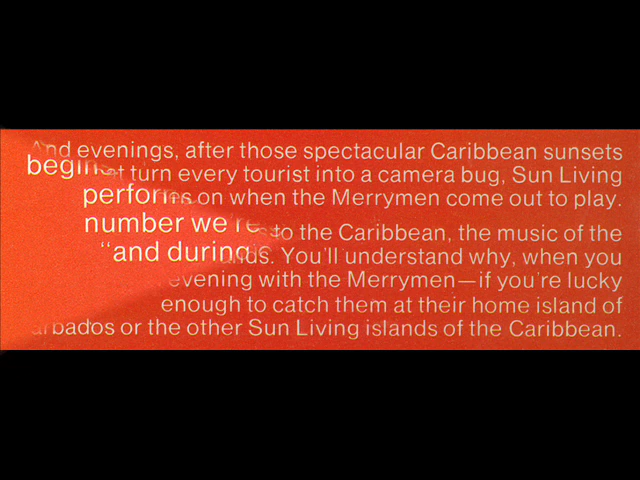 And evenings, after those spectacular Caribbean sunsets
begins turn every tourist into a camera bug, Sun Living
performs on when the Merrymen come out to play.
number we're to the Caribbean, the music of the
"and during You'll understand why, when you
evening with the Merrymen—if you're lucky
enough to catch them at their home island of
or the other Sun Living islands of the Caribbean.